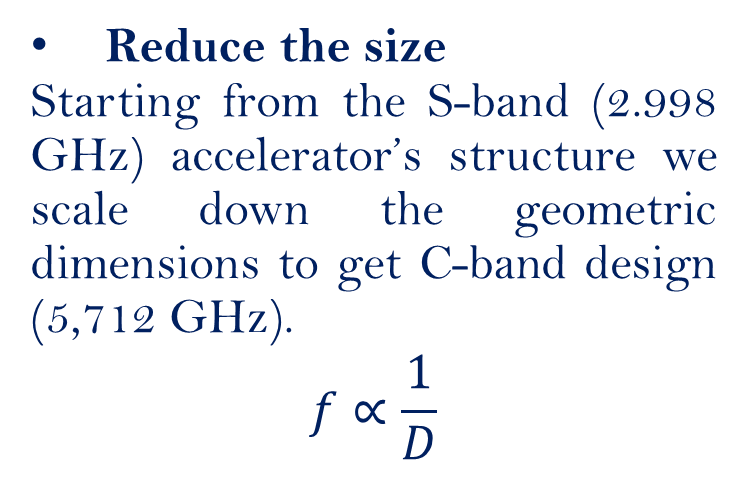 • Reduce the size
Starting from the S-band (2.998
GHz) accelerator’s structure we
scale down the geometric
dimensions to get C-band design
(5,712 GHz).
f ∝ 1/D